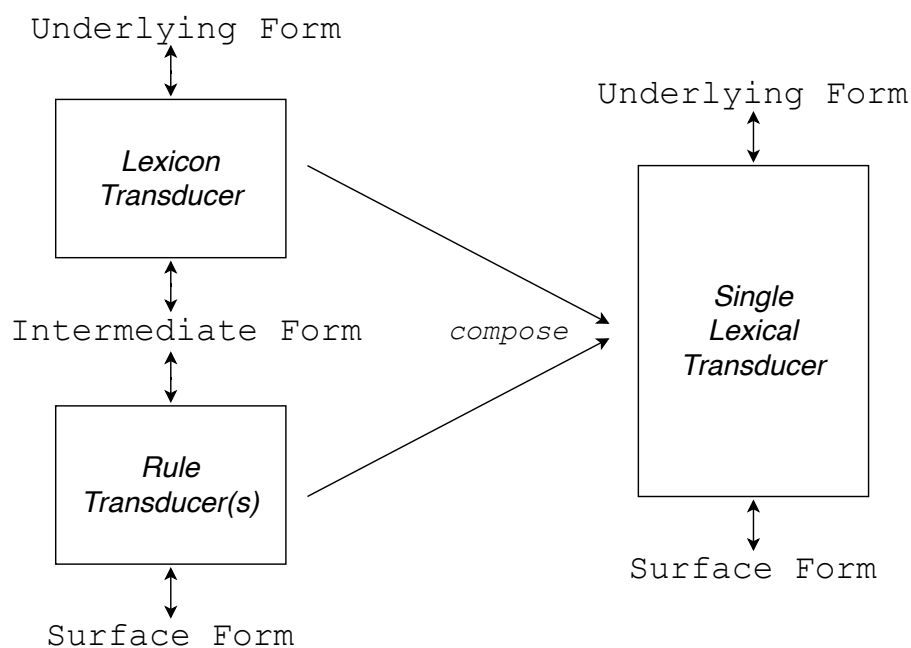 Underlying Form
Lexicon
Transducer
Intermediate Form
Rule
Transducer(s)
Surface Form
compose
Underlying Form
Single
Lexical
Transducer
Surface Form